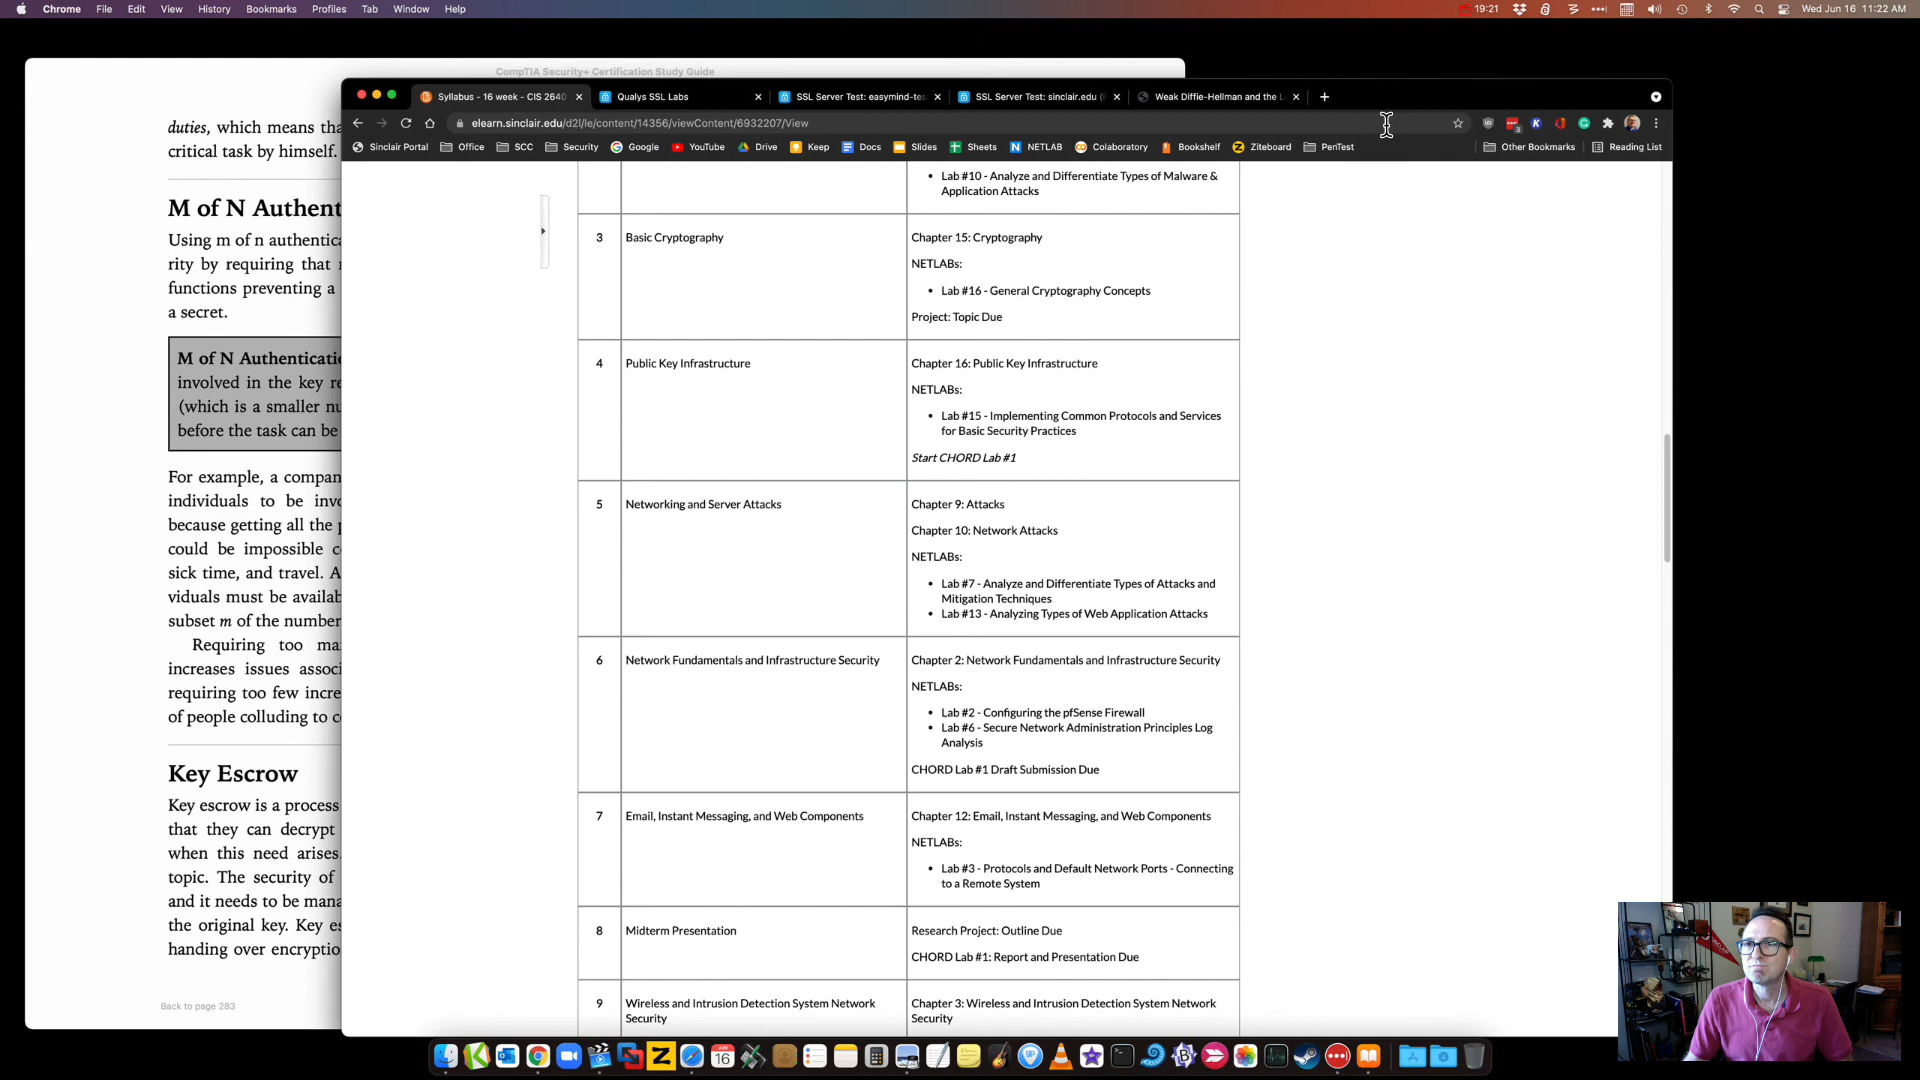 Chrome File Edit View History Bookmarks Profiles Tab Window Help
19:21
Wed Jun 16 11:22 AM
CompTIA Security+ Certification Study Guide
duties, which means tha
critical task by himself.
M of N Authent
Using m of n authentica
rity by requiring that
functions preventing a
a secret.
M of N Authenticati
involved in the key re
(which is a smaller nu
before the task can be
For example, a compan
individuals to be invo
because getting all the p
could be impossible c
sick time, and travel. A
viduals must be availab
subset m of the number
Requiring too ma
increases issues associ
requiring too few incre
of people colluding to c
Key Escrow
Key escrow is a process
that they can decrypt
when this need arises.
topic. The security of
and it needs to be mana
the original key. Key es
handing over encryptio
Back to page 283
Syllabus - 16 week - CIS 2640
Qualys SSL Labs
SSL Server Test: easymind-tes
SSL Server Test: sinclair.edu (P
Weak Diffie-Hellman and the L
elearn.sinclair.edu/d2l/le/content/14356/viewContent/6932207/View
Sinclair Portal Office SCC Security Google YouTube Drive Keep Docs Slides Sheets NETLAB Colaboratory Bookshelf Ziteboard PenTest Other Bookmarks Reading List
Lab #10 - Analyze and Differentiate Types of Malware &
Application Attacks
3 Basic Cryptography
Chapter 15: Cryptography
NETLABs:
Lab #16 - General Cryptography Concepts
Project: Topic Due
4 Public Key Infrastructure
Chapter 16: Public Key Infrastructure
NETLABs:
Lab #15 - Implementing Common Protocols and Services
for Basic Security Practices
Start CHORD Lab #1
5 Networking and Server Attacks
Chapter 9: Attacks
Chapter 10: Network Attacks
NETLABs:
Lab #7 - Analyze and Differentiate Types of Attacks and
Mitigation Techniques
Lab #13 - Analyzing Types of Web Application Attacks
6 Network Fundamentals and Infrastructure Security
Chapter 2: Network Fundamentals and Infrastructure Security
NETLABs:
Lab #2 - Configuring the pfSense Firewall
Lab #6 - Secure Network Administration Principles Log
Analysis
CHORD Lab #1 Draft Submission Due
7 Email, Instant Messaging, and Web Components
Chapter 12: Email, Instant Messaging, and Web Components
NETLABs:
Lab #3 - Protocols and Default Network Ports - Connecting
to a Remote System
8 Midterm Presentation
Research Project: Outline Due
CHORD Lab #1: Report and Presentation Due
9 Wireless and Intrusion Detection System Network
Security
Chapter 3: Wireless and Intrusion Detection System Network
Security